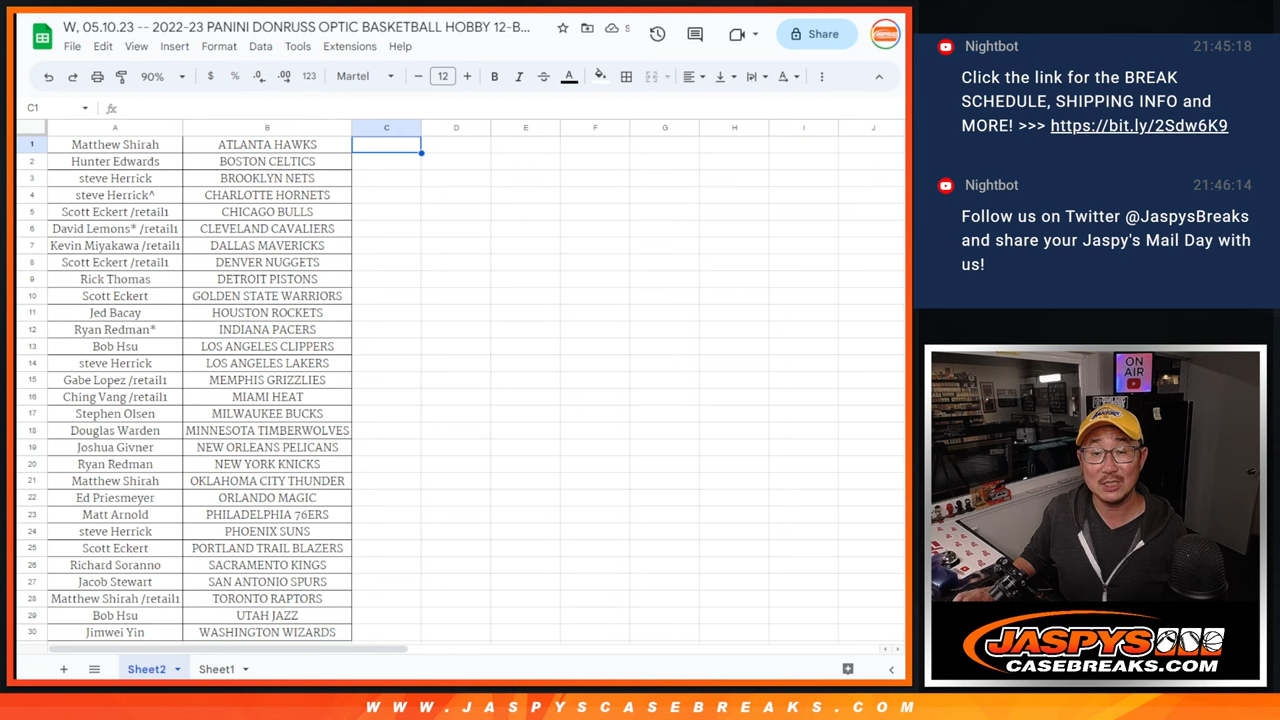 W, 05.10.23 -- 2022-23 PANINI DONRUSS OPTIC BASKETBALL HOBBY 12-B...
S
Share
File Edit View Insert Format Data Tools Extensions Help
90% $ % .0 .00 123 Martel - 12 + B I A
C1 fx
A B C D E F G H I J
1 Matthew Shirah ATLANTA HAWKS
2 Hunter Edwards BOSTON CELTICS
3 steve Herrick BROOKLYN NETS
4 steve Herrick^ CHARLOTTE HORNETS
5 Scott Eckert /retail1 CHICAGO BULLS
6 David Lemons* /retail1 CLEVELAND CAVALIERS
7 Kevin Miyakawa /retail1 DALLAS MAVERICKS
8 Scott Eckert /retail1 DENVER NUGGETS
9 Rick Thomas DETROIT PISTONS
10 Scott Eckert GOLDEN STATE WARRIORS
11 Jed Bacay HOUSTON ROCKETS
12 Ryan Redman* INDIANA PACERS
13 Bob Hsu LOS ANGELES CLIPPERS
14 steve Herrick LOS ANGELES LAKERS
15 Gabe Lopez /retail1 MEMPHIS GRIZZLIES
16 Ching Vang /retail1 MIAMI HEAT
17 Stephen Olsen MILWAUKEE BUCKS
18 Douglas Warden MINNESOTA TIMBERWOLVES
19 Joshua Givner NEW ORLEANS PELICANS
20 Ryan Redman NEW YORK KNICKS
21 Matthew Shirah OKLAHOMA CITY THUNDER
22 Ed Priesmeyer ORLANDO MAGIC
23 Matt Arnold PHILADELPHIA 76ERS
24 steve Herrick PHOENIX SUNS
25 Scott Eckert PORTLAND TRAIL BLAZERS
26 Richard Soranno SACRAMENTO KINGS
27 Jacob Stewart SAN ANTONIO SPURS
28 Matthew Shirah /retail1 TORONTO RAPTORS
29 Bob Hsu UTAH JAZZ
30 Jimwei Yin WASHINGTON WIZARDS
Sheet2 Sheet1
Nightbot 21:45:18
Click the link for the BREAK
SCHEDULE, SHIPPING INFO and
MORE! >>> https://bit.ly/2Sdw6K9
Nightbot 21:46:14
Follow us on Twitter @JaspysBreaks
and share your Jaspy's Mail Day with
us!
ON
AIR
JASPYS
CASEBREAKS.COM
WWW.JASPYSCASEBREAKS.COM